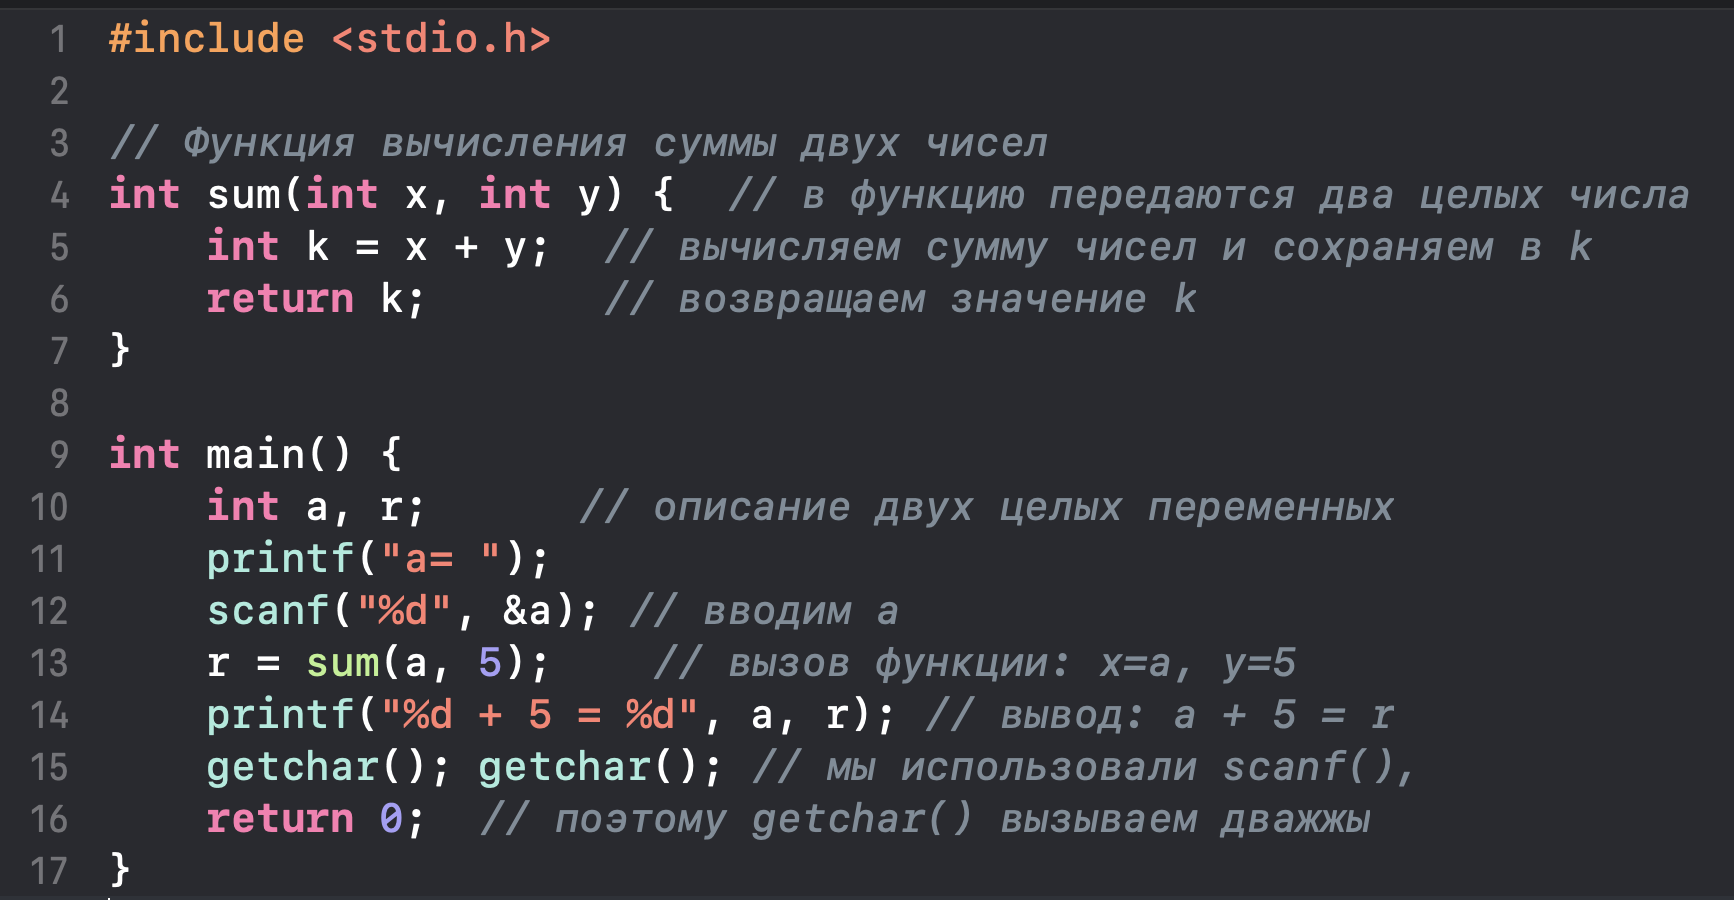 1 #include <stdio.h>
2
3 // Функция вычисления суммы двух чисел
4 int sum(int x, int y) {  // в функцию передаются два целых числа
5     int k = x + y;  // вычисляем сумму чисел и сохраняем в k
6     return k;       // возвращаем значение k
7 }
8
9 int main() {
10     int a, r;      // описание двух целых переменных
11     printf("a= ");
12     scanf("%d", &a); // вводим a
13     r = sum(a, 5);    // вызов функции: x=a, y=5
14     printf("%d + 5 = %d", a, r); // вывод: a + 5 = r
15     getchar(); getchar(); // мы использовали scanf(),
16     return 0;  // поэтому getchar() вызываем дважжы
17 }